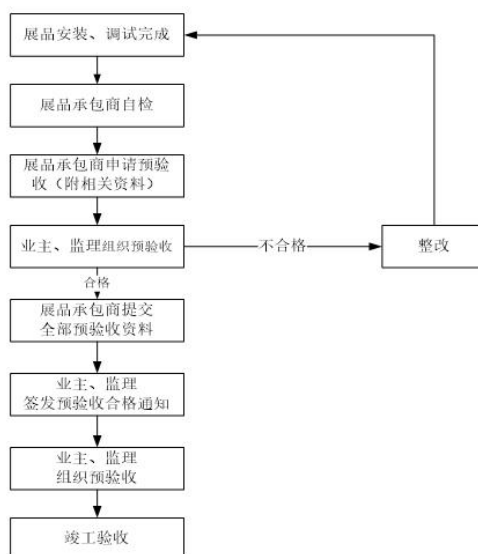 展品安装、调试完成
展品承包商自检
展品承包商申请预验
收（附相关资料）
业主、监理组织预验收
不合格
整改
合格
展品承包商提交
全部预验收资料
业主、监理
签发预验收合格通知
业主、监理
组织预验收
竣工验收